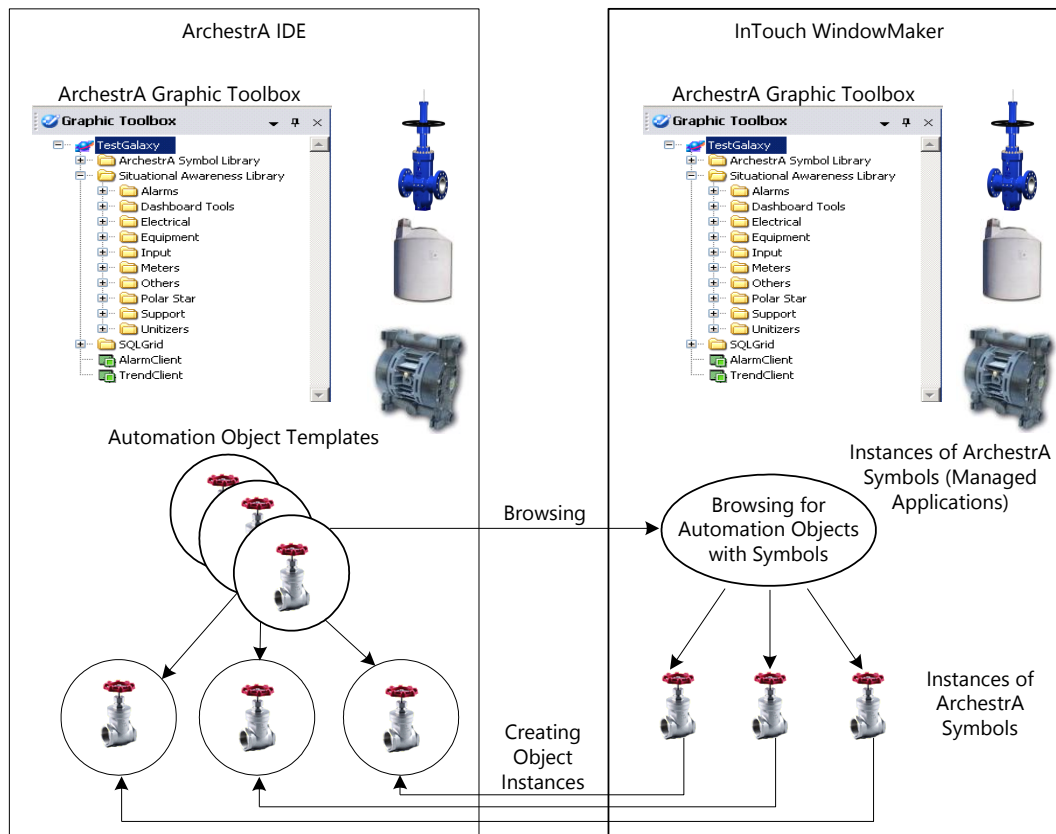 ArchestrA IDE
ArchestrA Graphic Toolbox
Graphic Toolbox
TestGalaxy
ArchestrA Symbol Library
Situational Awareness Library
Alarms
Dashboard Tools
Electrical
Equipment
Input
Meters
Others
Polar Star
Support
Unitizers
SQLGrid
AlarmClient
TrendClient
Automation Object Templates
Browsing
Creating
Object
Instances
InTouch WindowMaker
ArchestrA Graphic Toolbox
Graphic Toolbox
TestGalaxy
ArchestrA Symbol Library
Situational Awareness Library
Alarms
Dashboard Tools
Electrical
Equipment
Input
Meters
Others
Polar Star
Support
Unitizers
SQLGrid
AlarmClient
TrendClient
Instances of ArchestrA
Symbols (Managed
Applications)
Browsing for
Automation Objects
with Symbols
Instances of
ArchestrA
Symbols